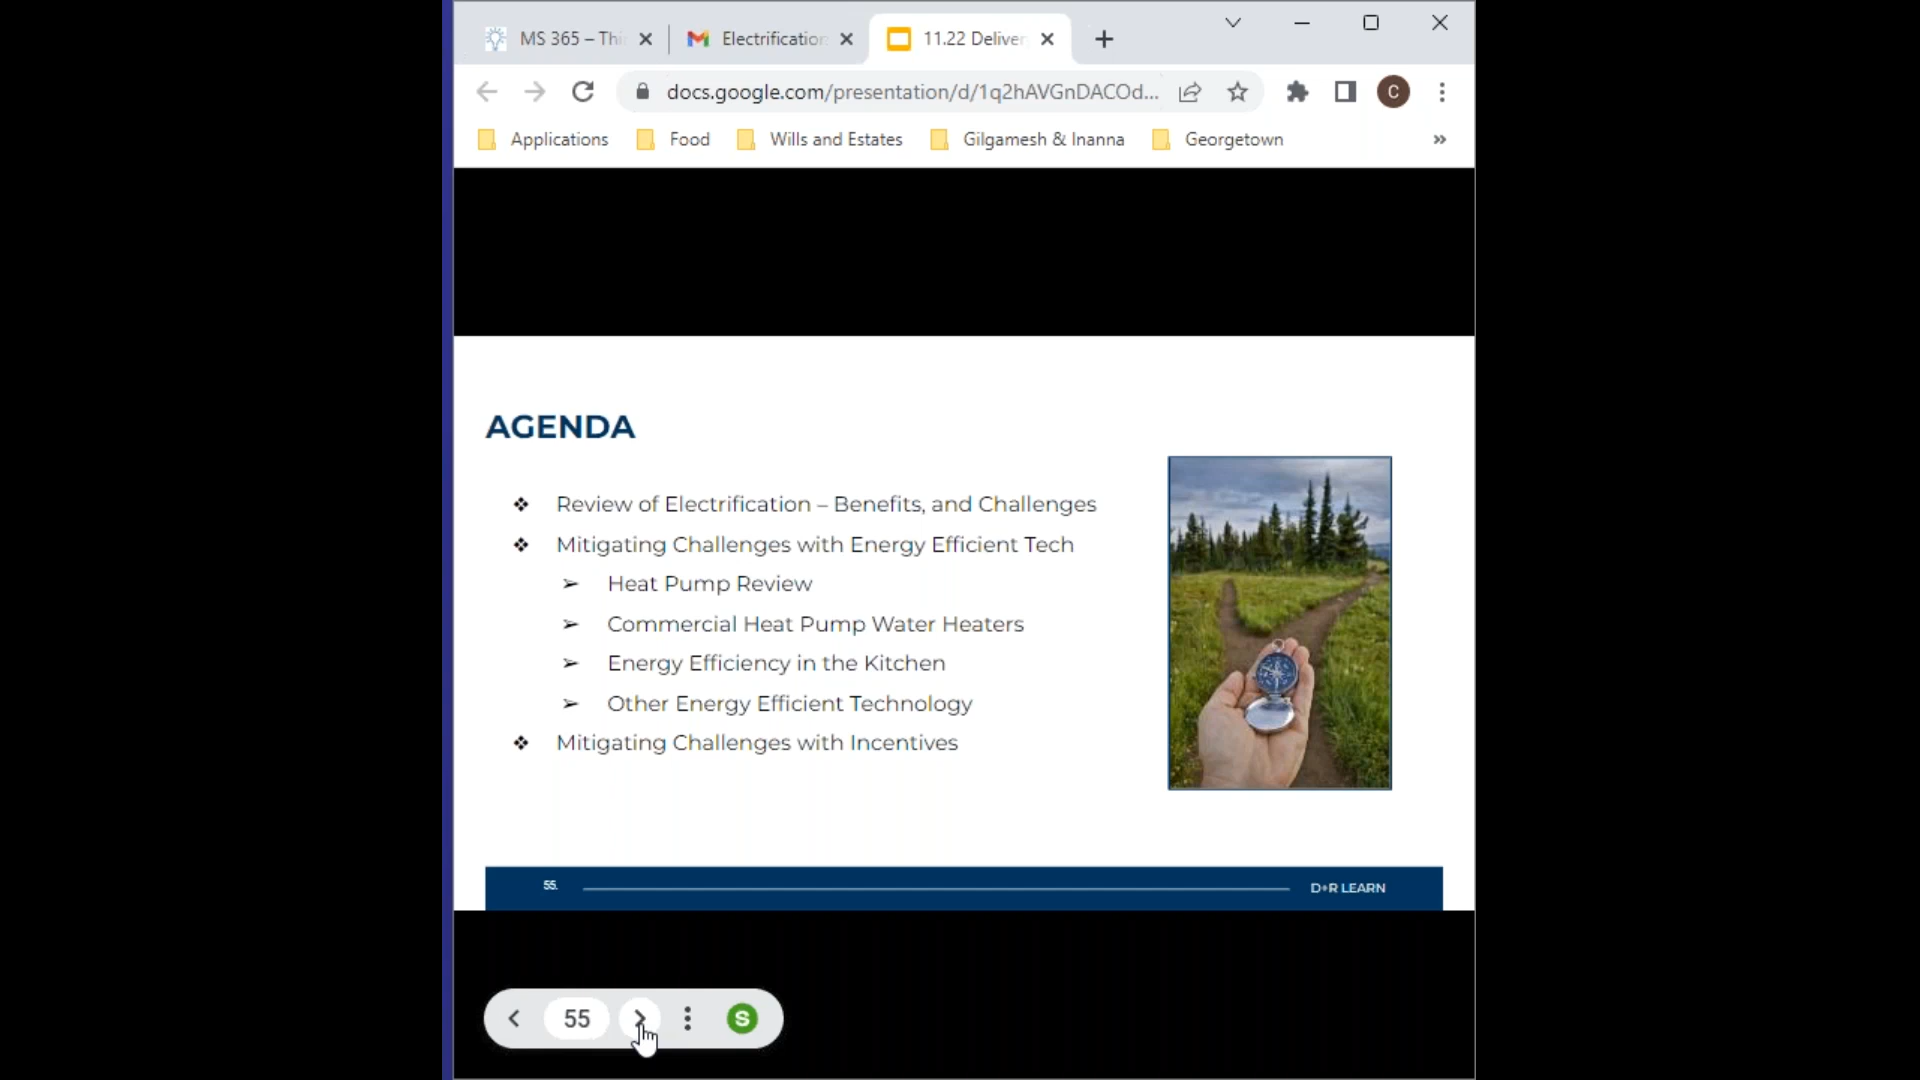 MS 365 – Thi
Electrification
11.22 Deliver
docs.google.com/presentation/d/1q2hAVGnDACOd...
C
Applications
Food
Wills and Estates
Gilgamesh & Inanna
Georgetown
AGENDA
❖ Review of Electrification – Benefits, and Challenges
❖ Mitigating Challenges with Energy Efficient Tech
➢ Heat Pump Review
➢ Commercial Heat Pump Water Heaters
➢ Energy Efficiency in the Kitchen
➢ Other Energy Efficient Technology
❖ Mitigating Challenges with Incentives
55.
D+R LEARN
55
S